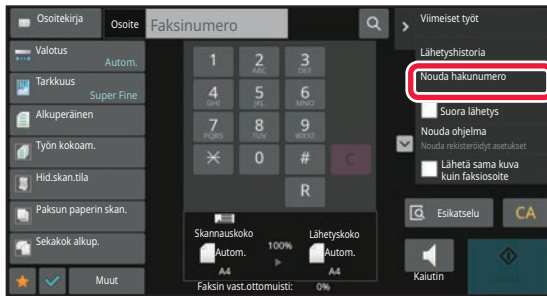 Osoitekirja
Osoite
Faksinumero
Viimeiset työt
Lähetyshistoria
Nouda hakunumero
Suora lähetys
Nouda ohjelma
Nouda rekisteröidyt asetukset
Lähetä sama kuva
kuin faksiosoite
Esikatselu
CA
Kaiutin
Valotus
Autom.
Tarkkuus
Super Fine
Alkuperäinen
Työn kokoam.
Hid.skan.tila
Paksun paperin skan.
Sekakok alkup.
Muut
1
2 ABC
3 DEF
4 GHI
5 JKL
6 MNO
7 PQRS
8 TUV
9 WXYZ
0
#
C
R
Skannauskoko
Autom.
A4
100%
Lähetyskoko
Autom.
A4
Faksin vast.ottomuisti: 0%